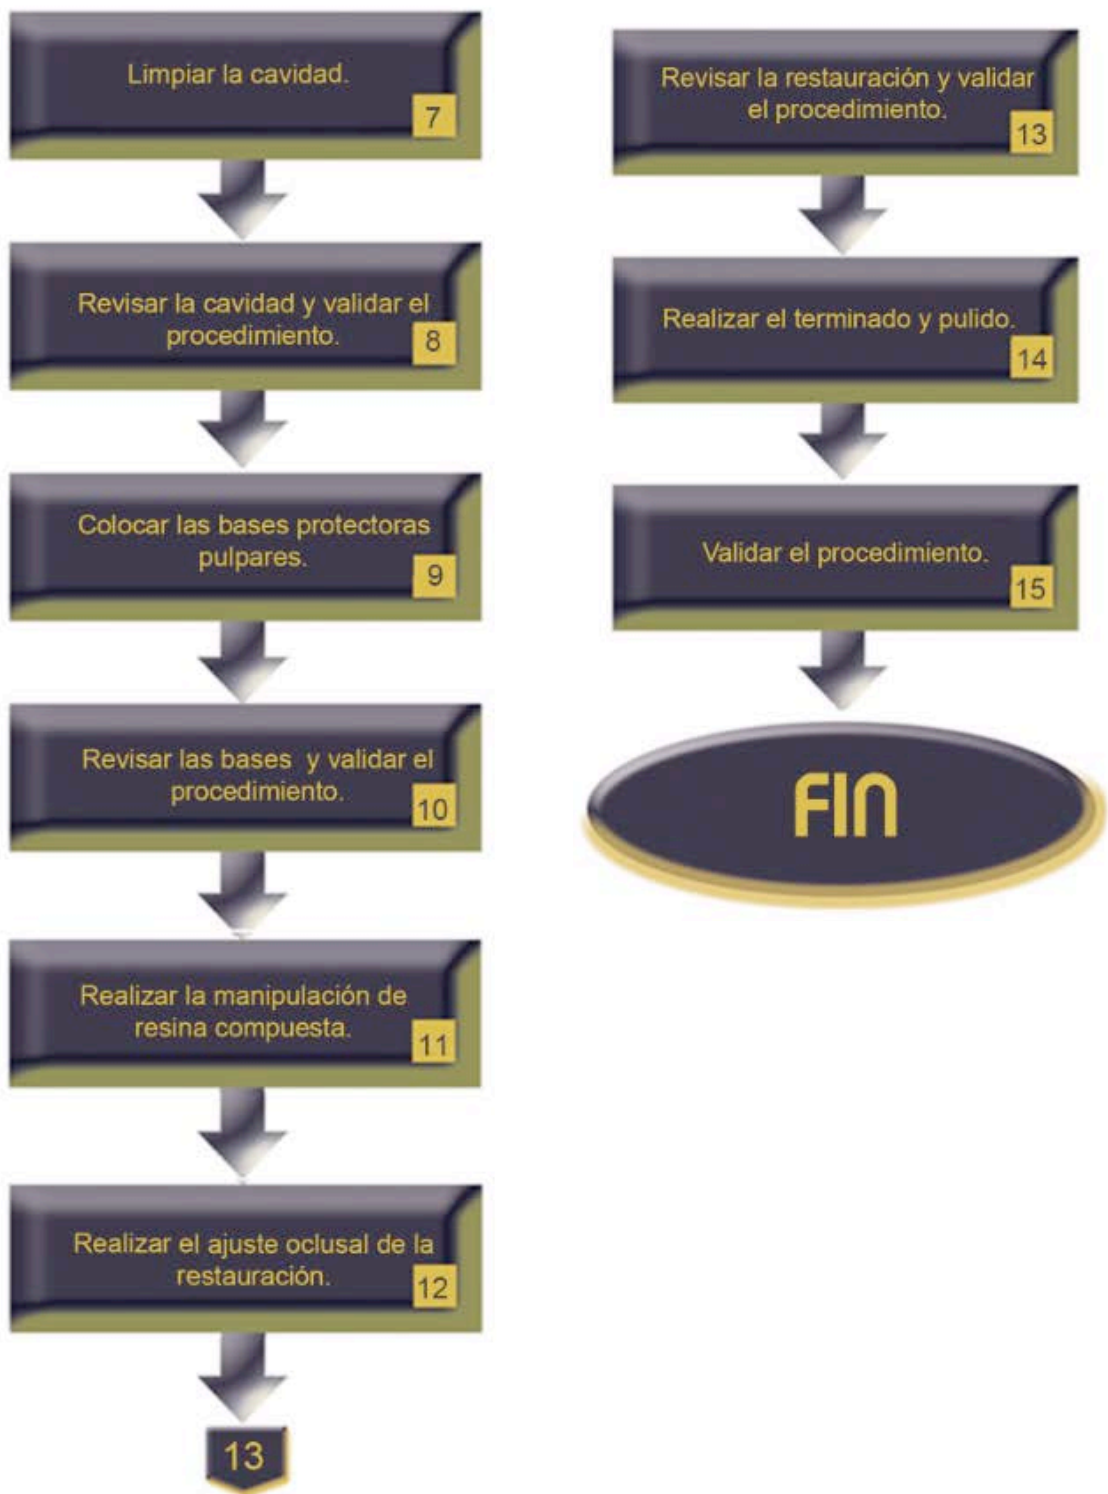 Limpiar la cavidad.
7
Revisar la cavidad y validar el
procedimiento.
8
Colocar las bases protectoras
pulpares.
9
Revisar las bases y validar el
procedimiento.
10
Realizar la manipulación de
resina compuesta.
11
Realizar el ajuste oclusal de la
restauración.
12
13
Revisar la restauración y validar
el procedimiento.
13
Realizar el terminado y pulido.
14
Validar el procedimiento.
15
FIN